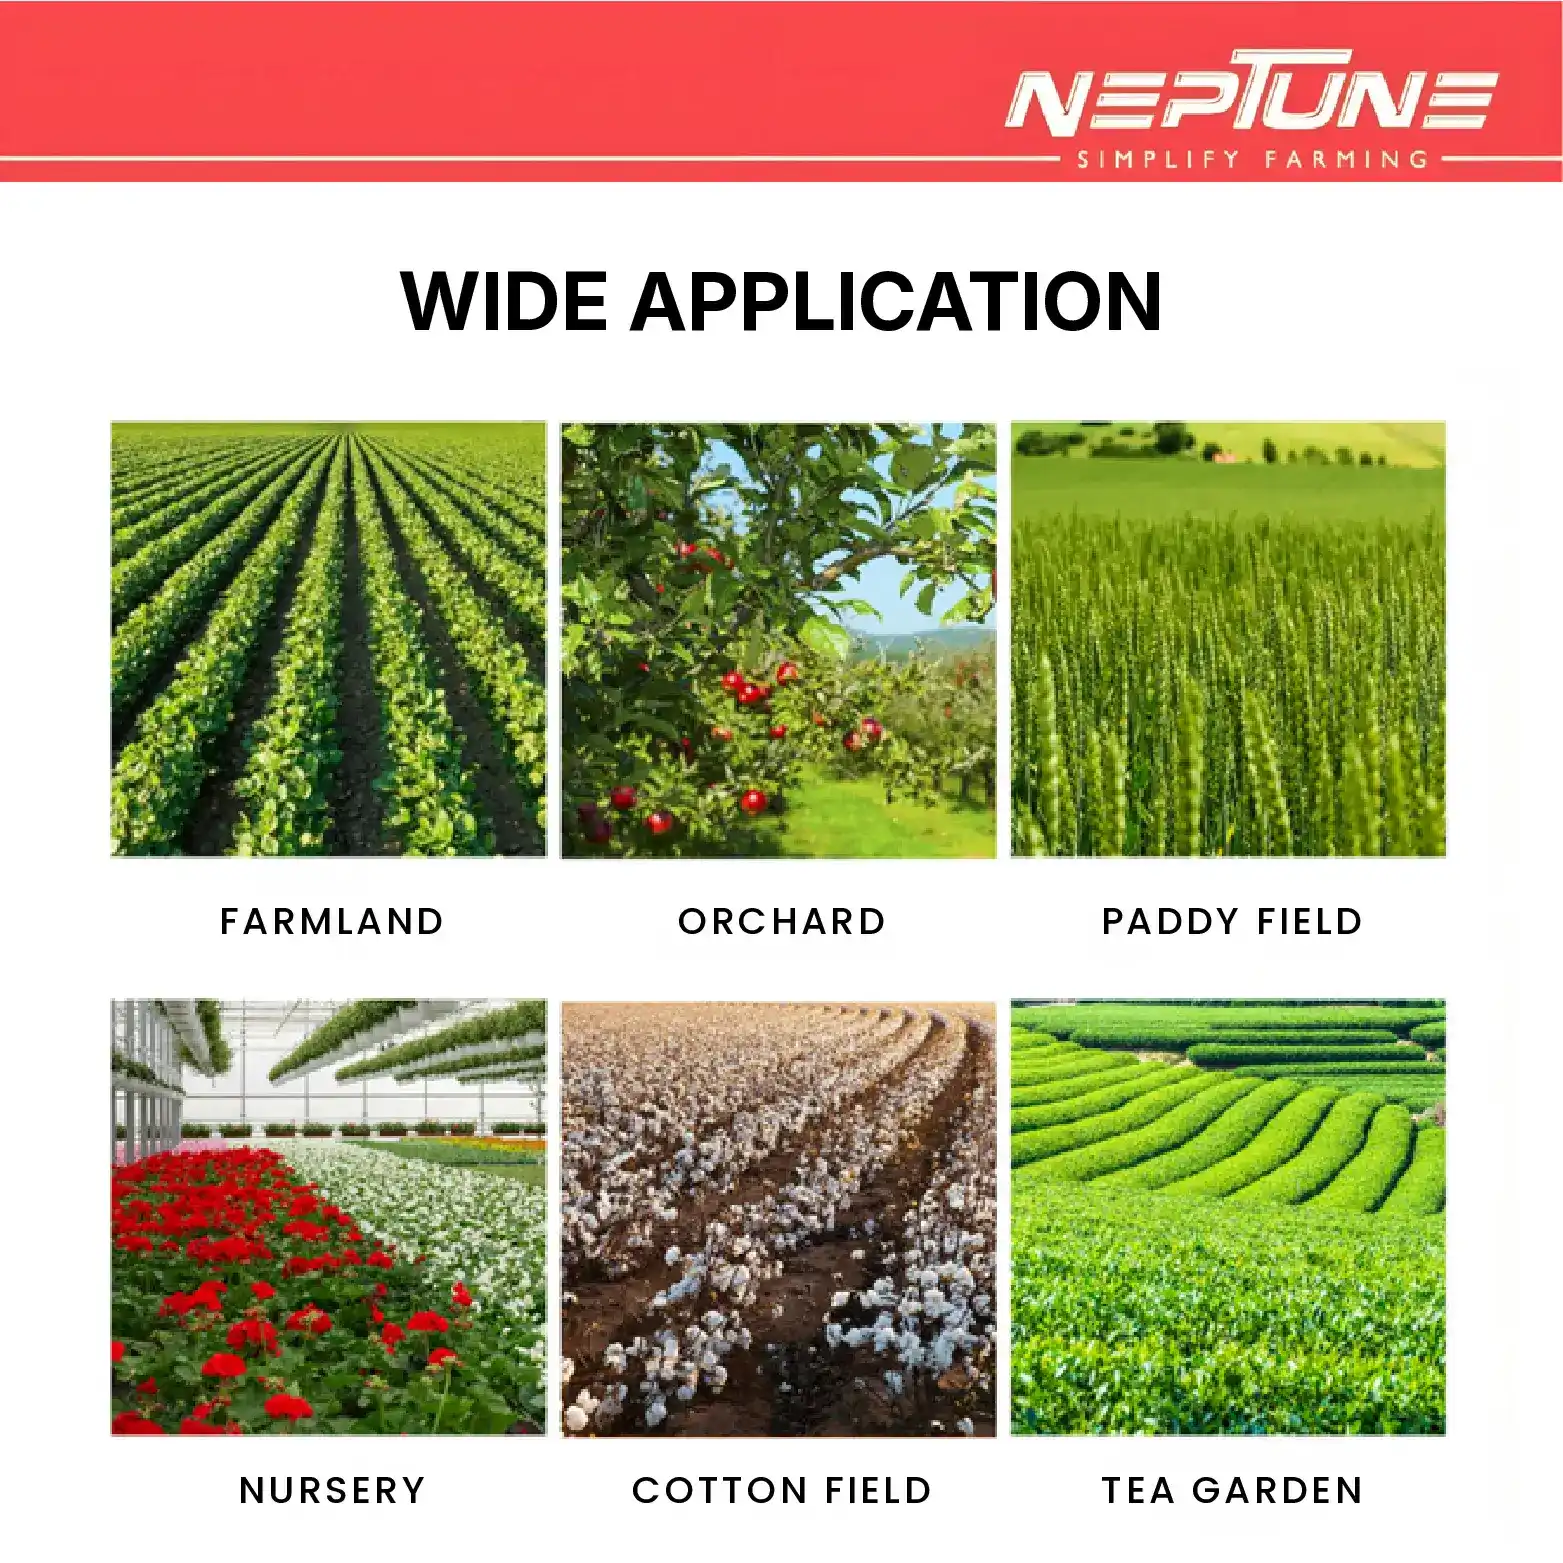 NEPTUNE
SIMPLIFY FARMING
WIDE APPLICATION
FARMLAND
ORCHARD
PADDY FIELD
NURSERY
COTTON FIELD
TEA GARDEN